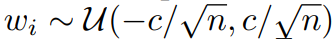 w_i ∼ 𝒰(−c/√n, c/√n)